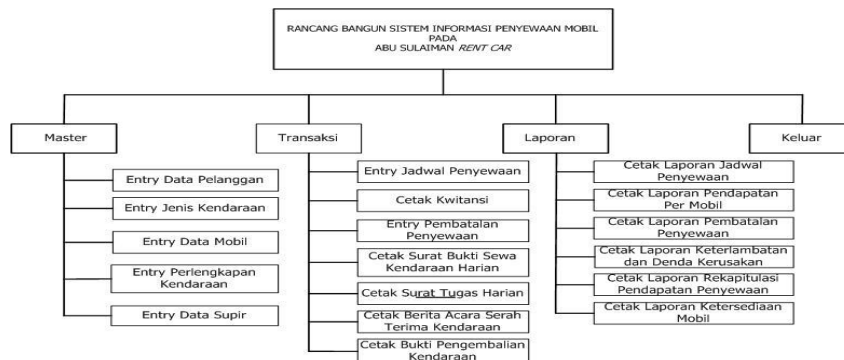 RANCANG BANGUN SISTEM INFORMASI PENYEWAAN MOBIL
PADA
ABU SULAIMAN RENT CAR
Master
Transaksi
Laporan
Keluar
Entry Data Pelanggan
Entry Jenis Kendaraan
Entry Data Mobil
Entry Perlengkapan
Kendaraan
Entry Data Supir
Entry Jadwal Penyewaan
Cetak Kwitansi
Entry Pembatalan
Penyewaan
Cetak Surat Bukti Sewa
Kendaraan Harian
Cetak Surat Tugas Harian
Cetak Berita Acara Serah
Terima Kendaraan
Cetak Bukti Pengembalian
Kendaraan
Cetak Laporan Jadwal
Penyewaan
Cetak Laporan Pendapatan
Per Mobil
Cetak Laporan Pembatalan
Penyewaan
Cetak Laporan Keterlambatan
dan Denda Kerusakan
Cetak Laporan Rekapitulasi
Pendapatan Penyewaan
Cetak Laporan Ketersediaan
Mobil